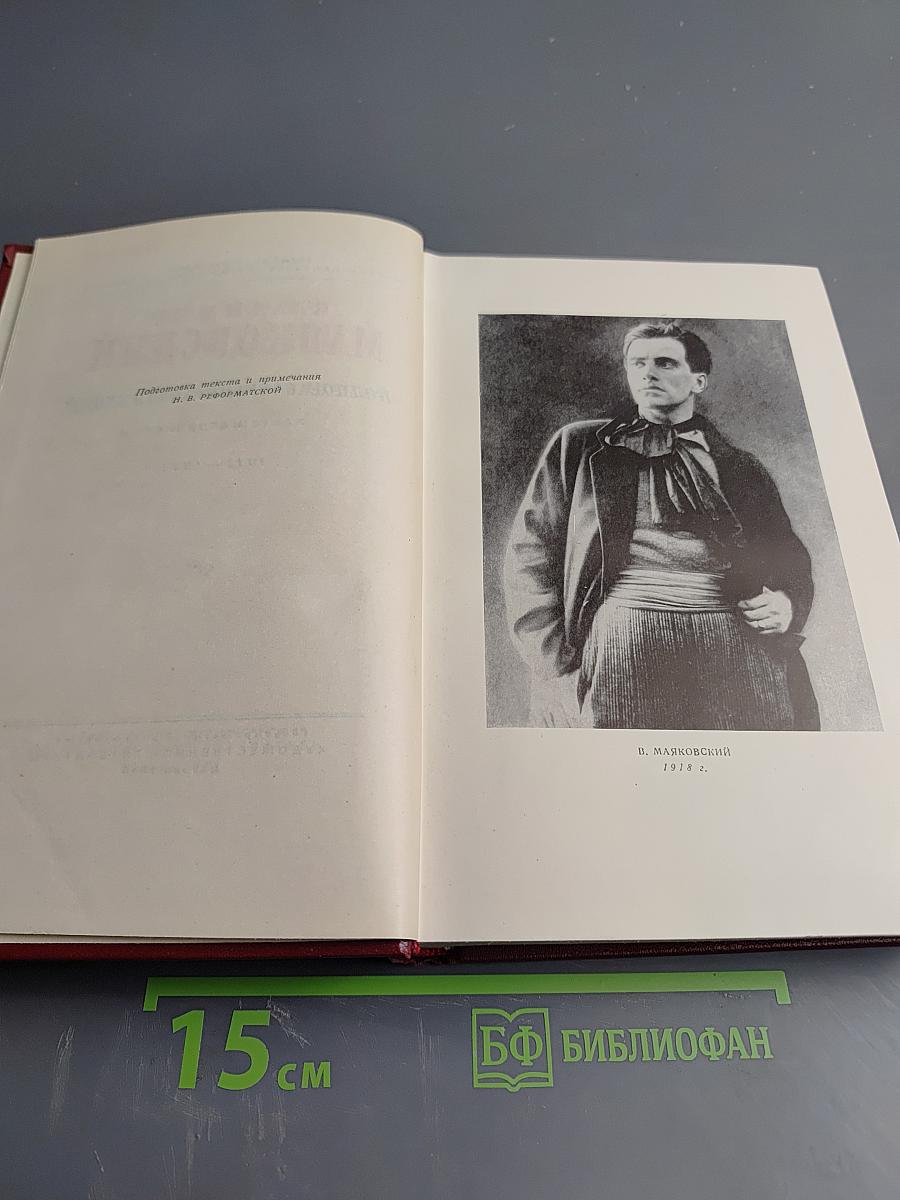 Подготовка текста и примечания
Н. В. РЕФОРМАТСКОЙ
В. МАЯКОВСКИЙ
1918 г.
15 см
БФ БИБЛИОФАН